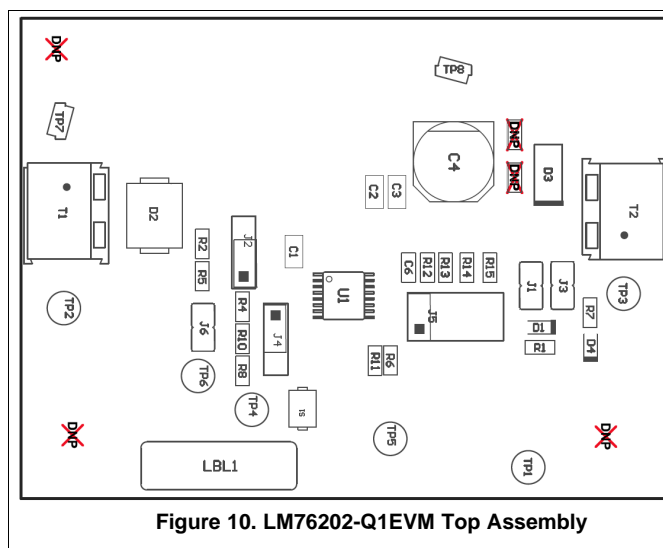 DNP
TP8
TP7
DNP
C4
DNP
D3
T1
D2
C2
C3
T2
R2
J2
C1
R5
C6
R12
R13
R14
R15
J1
J3
TP3
TP2
U1
R4
J5
R7
J6
R10
J4
D1
R1
D4
R8
R11
R6
TP6
TP4
S1
TP5
DNP
DNP
LBL1
TP1
Figure 10. LM76202-Q1EVM Top Assembly